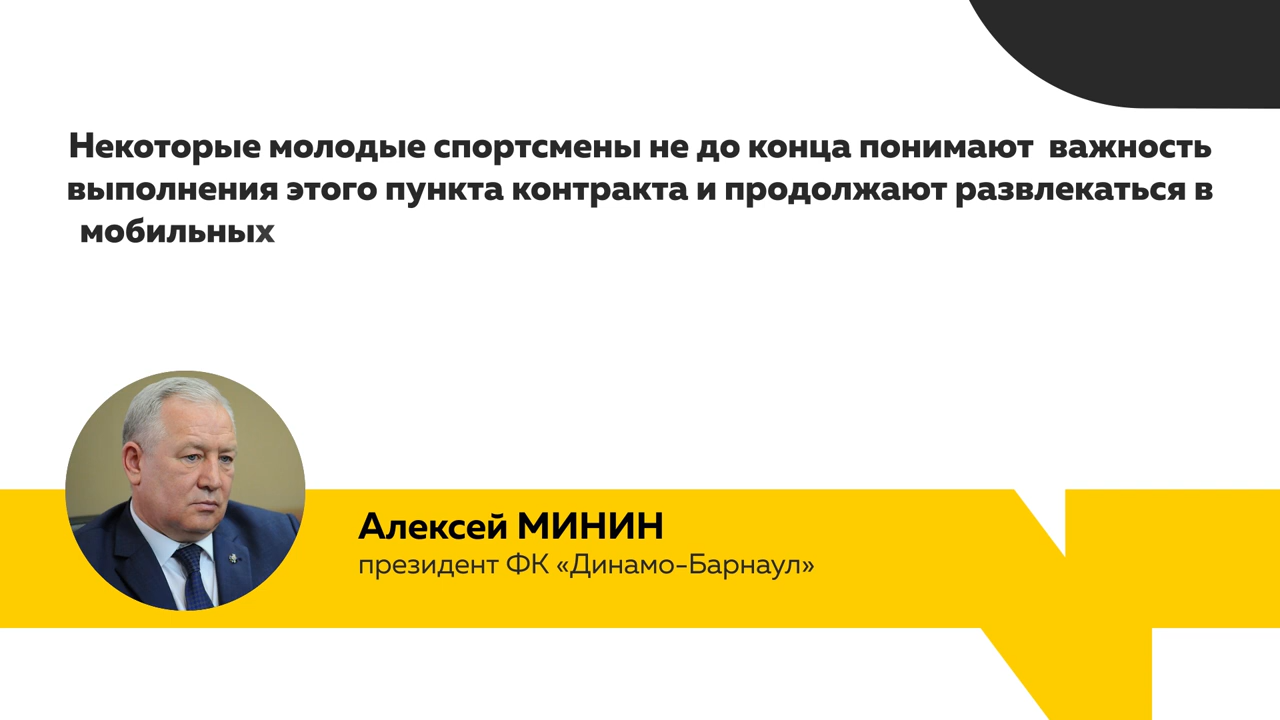 Некоторые молодые спортсмены не до конца понимают важность
выполнения этого пункта контракта и продолжают развлекаться в
мобильных
Алексей МИНИН
президент ФК «Динамо-Барнаул»